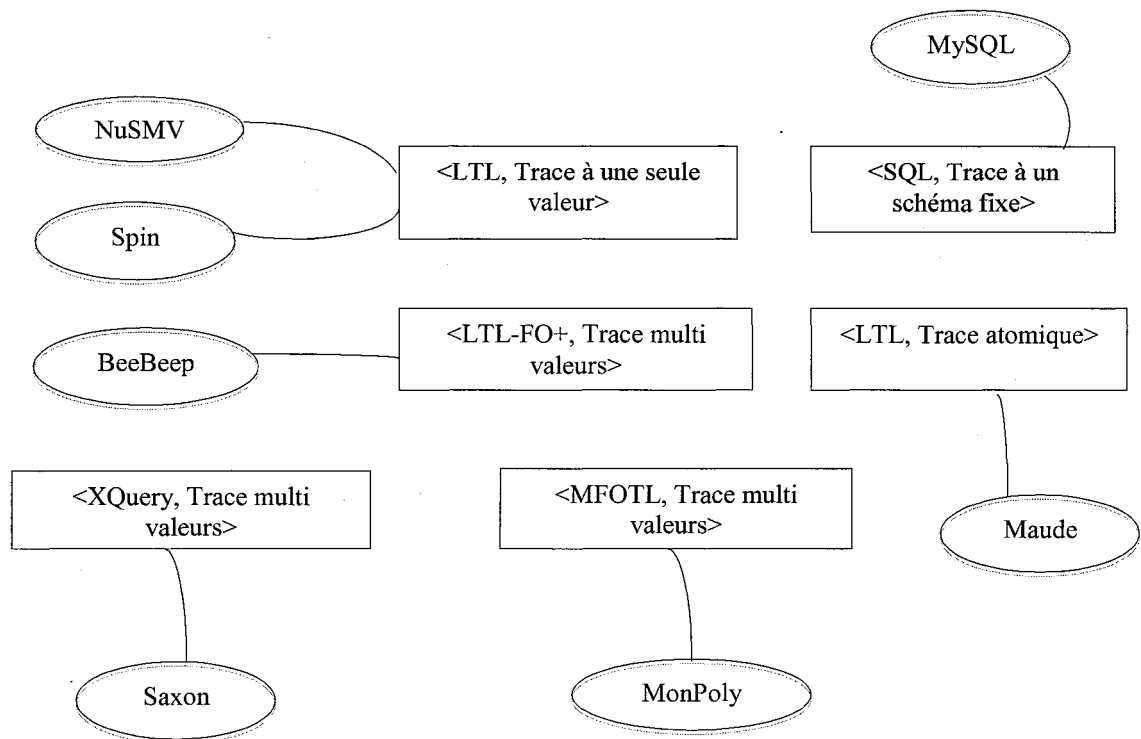 MySQL
NuSMV
<LTL, Trace à une seule
valeur>
<SQL, Trace à un
schéma fixe>
Spin
BeeBeep
<LTL-FO+, Trace multi
valeurs>
<LTL, Trace atomique>
<XQuery, Trace multi
valeurs>
<MFOTL, Trace multi
valeurs>
Maude
Saxon
MonPoly